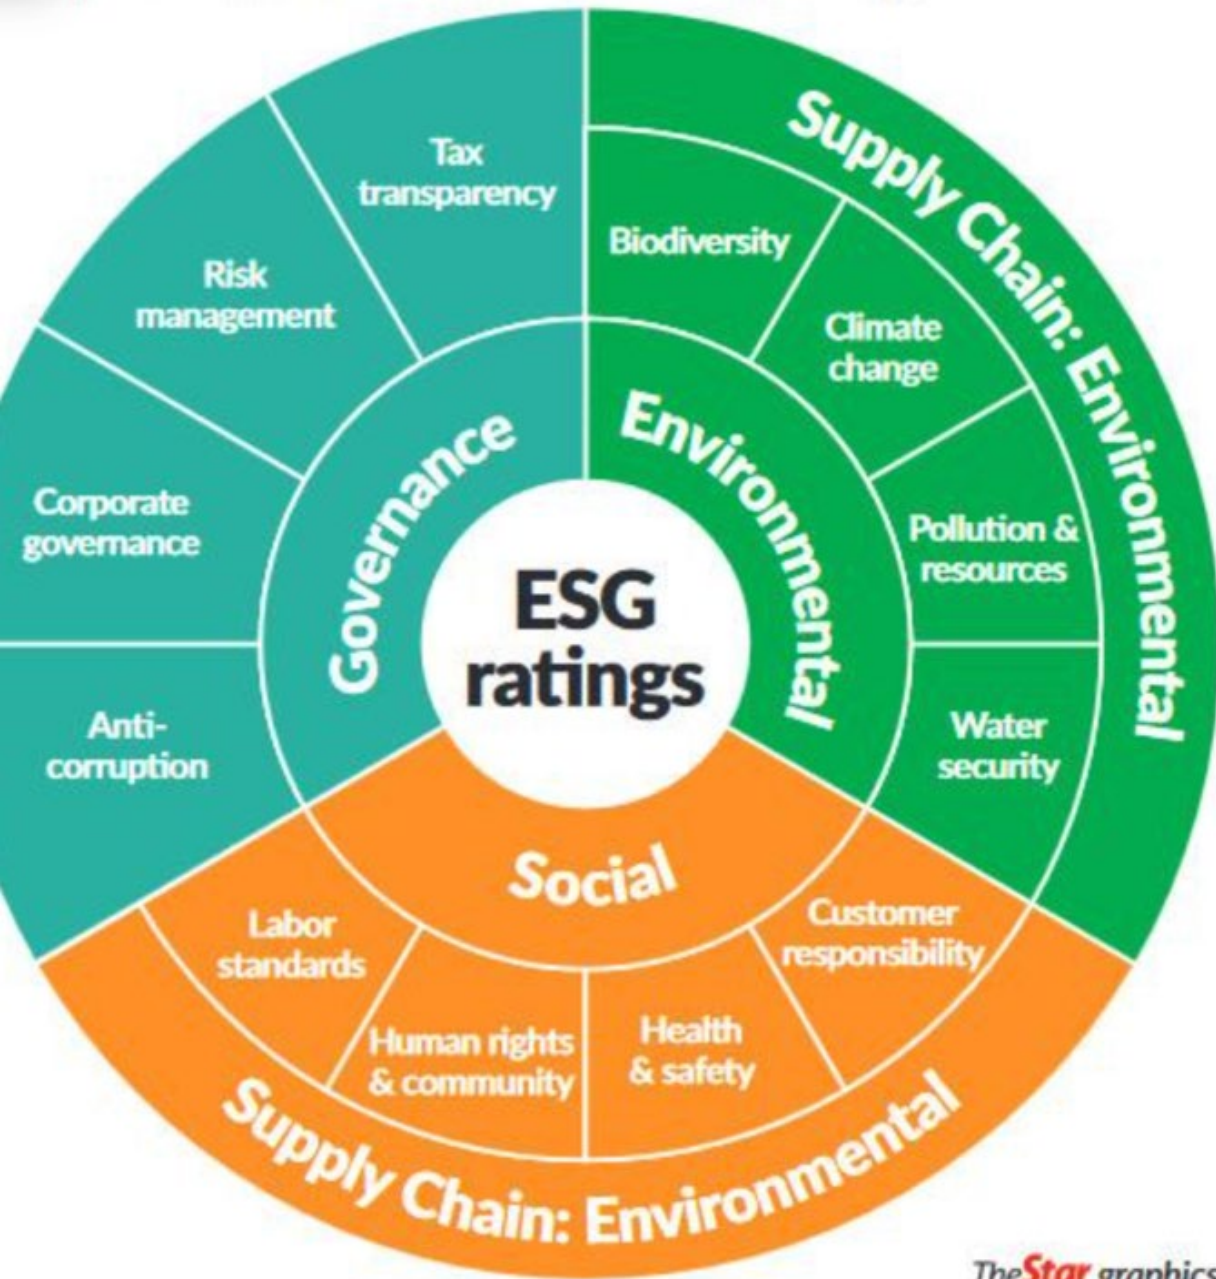 ESG
ratings
Governance
Environmental
Social
Tax
transparency
Risk
management
Corporate
governance
Anti-
corruption
Biodiversity
Climate
change
Pollution &
resources
Water
security
Supply Chain: Environmental
Labor
standards
Human rights
& community
Health
& safety
Customer
responsibility
Supply Chain: Environmental
TheStar graphics